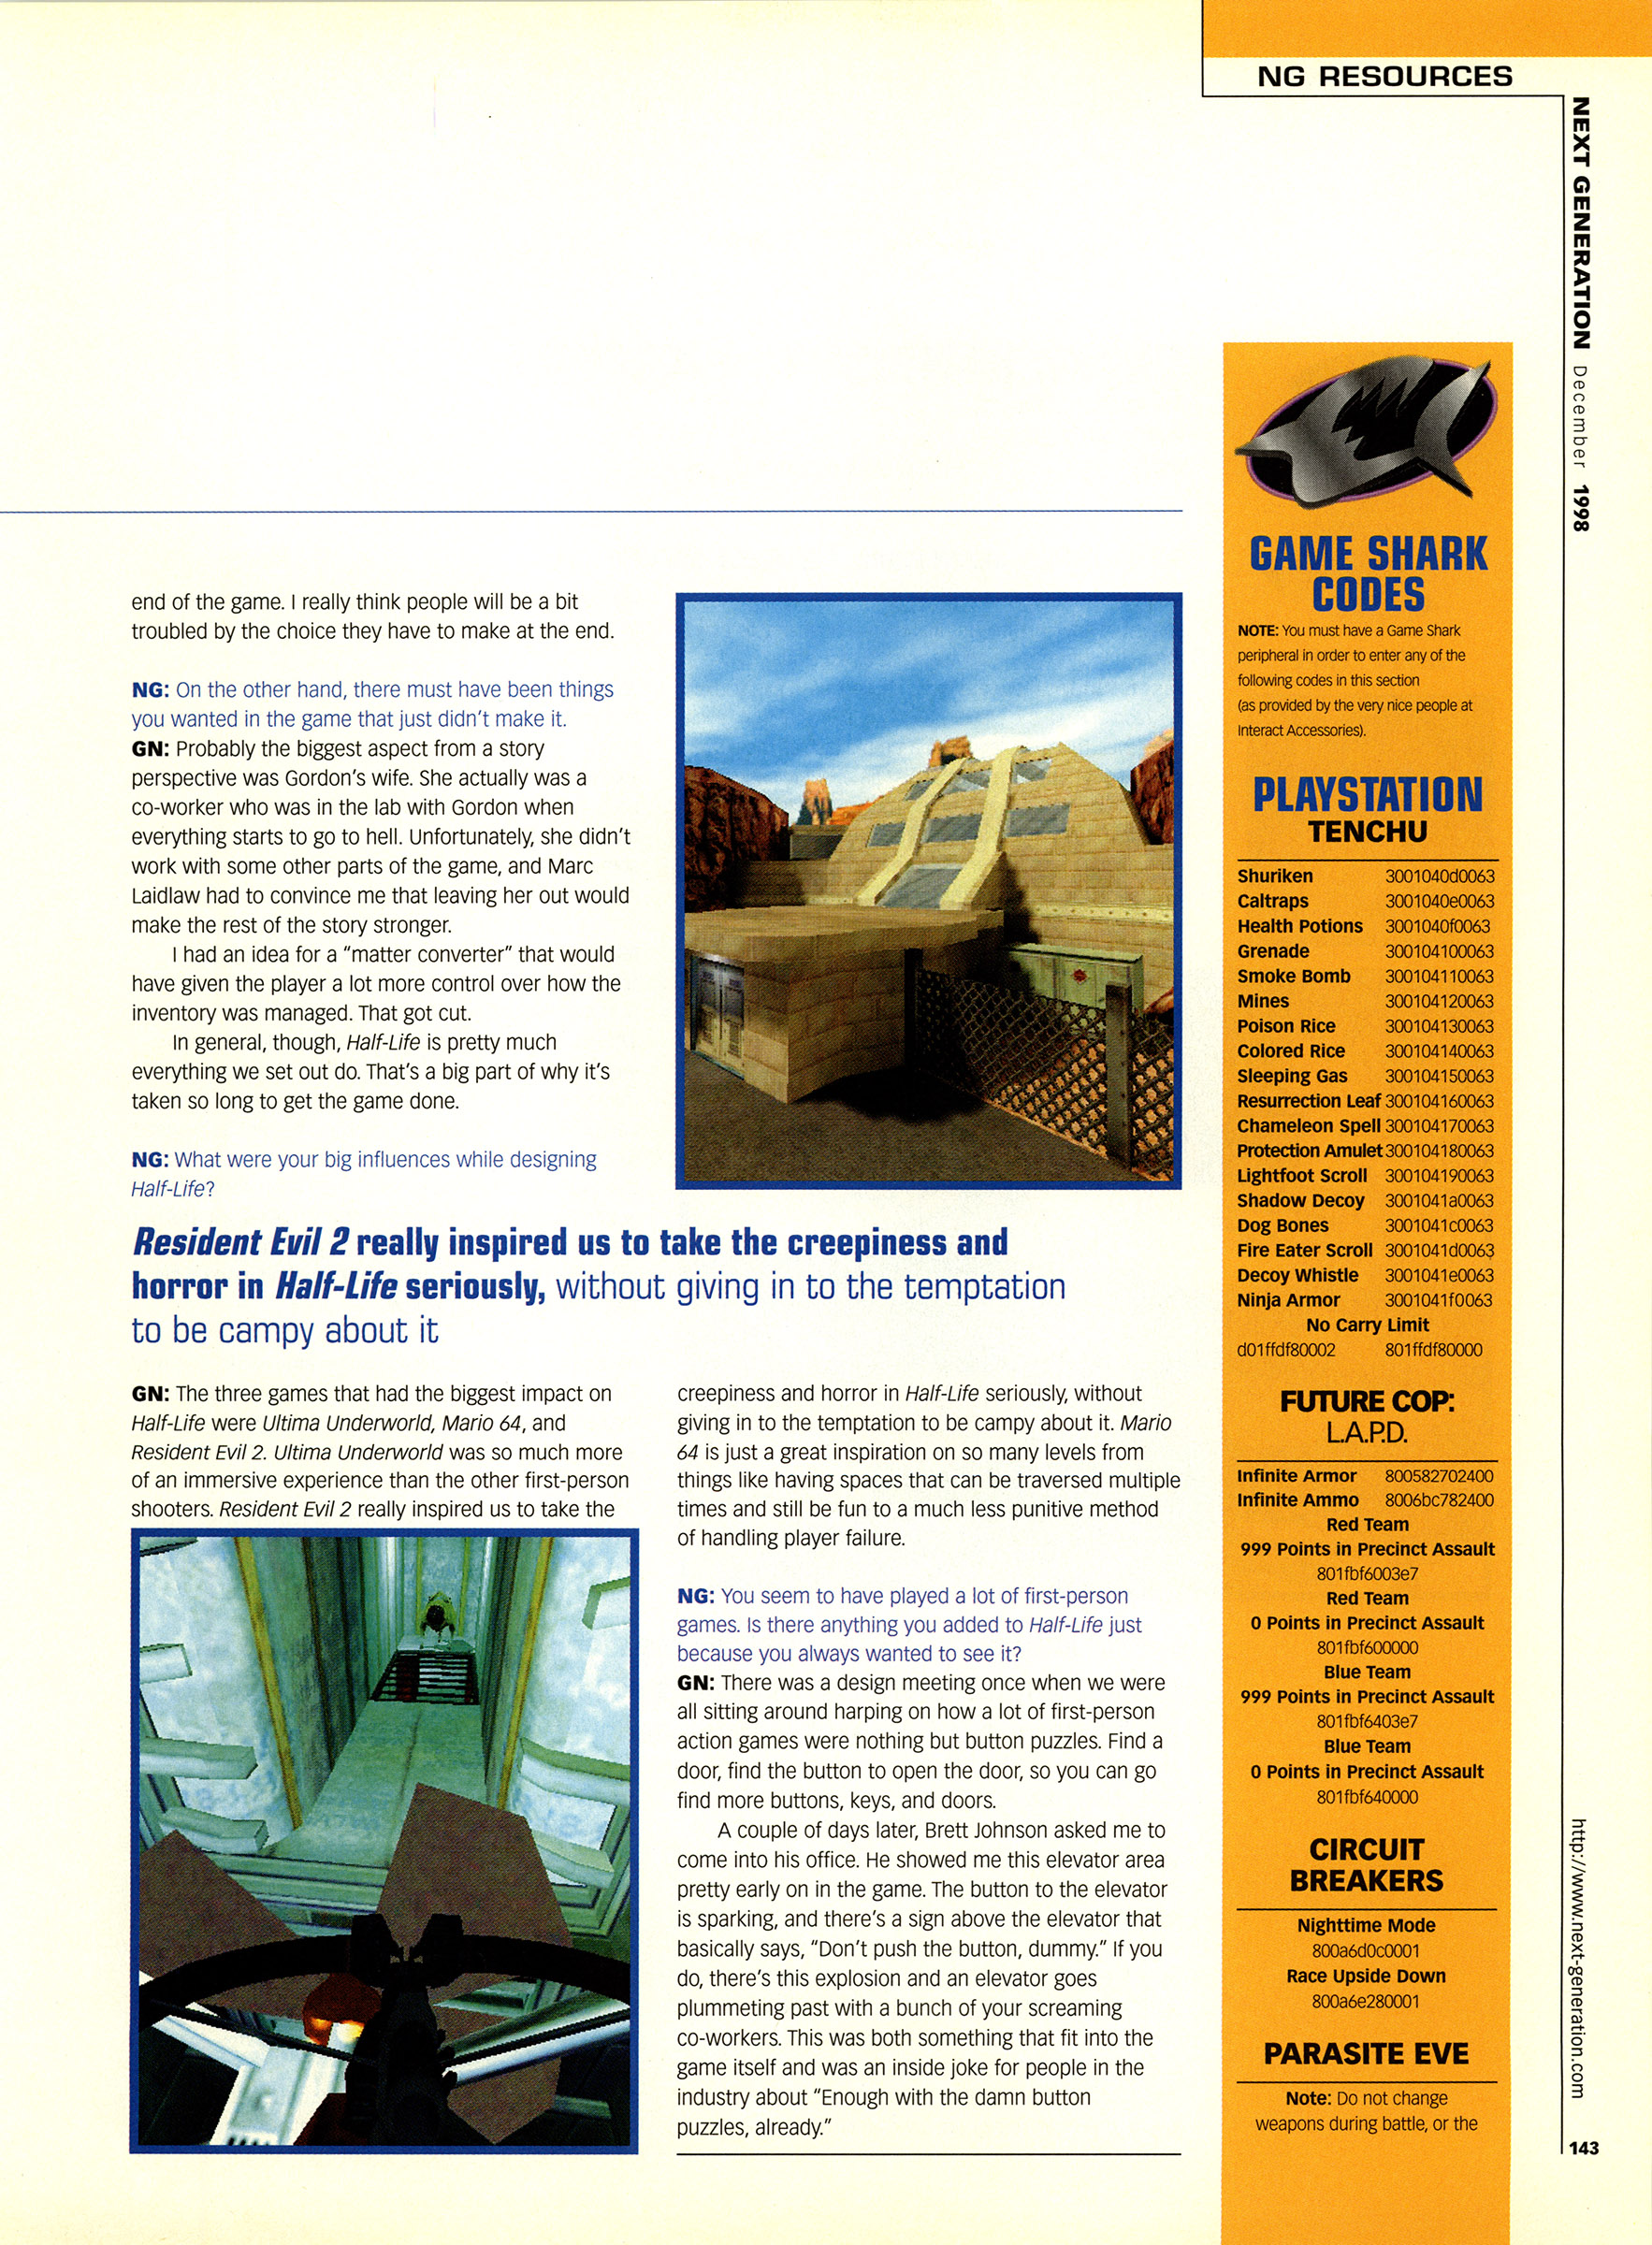 NG RESOURCES
NEXT GENERATION December 1998
end of the game. I really think people will be a bit
troubled by the choice they have to make at the end.
NG: On the other hand, there must have been things
you wanted in the game that just didn't make it.
GN: Probably the biggest aspect from a story
perspective was Gordon's wife. She actually was a
co-worker who was in the lab with Gordon when
everything starts to go to hell. Unfortunately, she didn't
work with some other parts of the game, and Marc
Laidlaw had to convince me that leaving her out would
make the rest of the story stronger.
I had an idea for a “matter converter” that would
have given the player a lot more control over how the
inventory was managed. That got cut.
In general, though, Half-Life is pretty much
everything we set out do. That's a big part of why it's
taken so long to get the game done.
NG: What were your big influences while designing
Half-Life?
Resident Evil 2 really inspired us to take the creepiness and
horror in Half-Life seriously, without giving in to the temptation
to be campy about it
GN: The three games that had the biggest impact on
Half-Life were Ultima Underworld, Mario 64, and
Resident Evil 2. Ultima Underworld was so much more
of an immersive experience than the other first-person
shooters. Resident Evil 2 really inspired us to take the
creepiness and horror in Half-Life seriously, without
giving in to the temptation to be campy about it. Mario
64 is just a great inspiration on so many levels from
things like having spaces that can be traversed multiple
times and still be fun to a much less punitive method
of handling player failure.
NG: You seem to have played a lot of first-person
games. Is there anything you added to Half-Life just
because you always wanted to see it?
GN: There was a design meeting once when we were
all sitting around harping on how a lot of first-person
action games were nothing but button puzzles. Find a
door, find the button to open the door, so you can go
find more buttons, keys, and doors.
A couple of days later, Brett Johnson asked me to
come into his office. He showed me this elevator area
pretty early on in the game. The button to the elevator
is sparking, and there's a sign above the elevator that
basically says, “Don't push the button, dummy.” If you
do, there's this explosion and an elevator goes
plummeting past with a bunch of your screaming
co-workers. This was both something that fit into the
game itself and was an inside joke for people in the
industry about “Enough with the damn button
puzzles, already.”
GAME SHARK
CODES
NOTE: You must have a Game Shark
peripheral in order to enter any of the
following codes in this section
(as provided by the very nice people at
Interact Accessories).
PLAYSTATION
TENCHU
Shuriken 3001040d0063
Caltraps 3001040e0063
Health Potions 3001040f0063
Grenade 300104100063
Smoke Bomb 300104110063
Mines 300104120063
Poison Rice 300104130063
Colored Rice 300104140063
Sleeping Gas 300104150063
Resurrection Leaf 300104160063
Chameleon Spell 300104170063
Protection Amulet 300104180063
Lightfoot Scroll 300104190063
Shadow Decoy 3001041a0063
Dog Bones 3001041c0063
Fire Eater Scroll 3001041d0063
Decoy Whistle 3001041e0063
Ninja Armor 3001041f0063
No Carry Limit
d01ffdf80002 801ffdf80000
FUTURE COP:
L.A.P.D.
Infinite Armor 800582702400
Infinite Ammo 8006bc782400
Red Team
999 Points in Precinct Assault
801fbf6003e7
Red Team
0 Points in Precinct Assault
801fbf600000
Blue Team
999 Points in Precinct Assault
801fbf6403e7
Blue Team
0 Points in Precinct Assault
801fbf640000
CIRCUIT
BREAKERS
Nighttime Mode
800a6d0c0001
Race Upside Down
800a6e280001
PARASITE EVE
Note: Do not change
weapons during battle, or the
http://www.next-generation.com
143